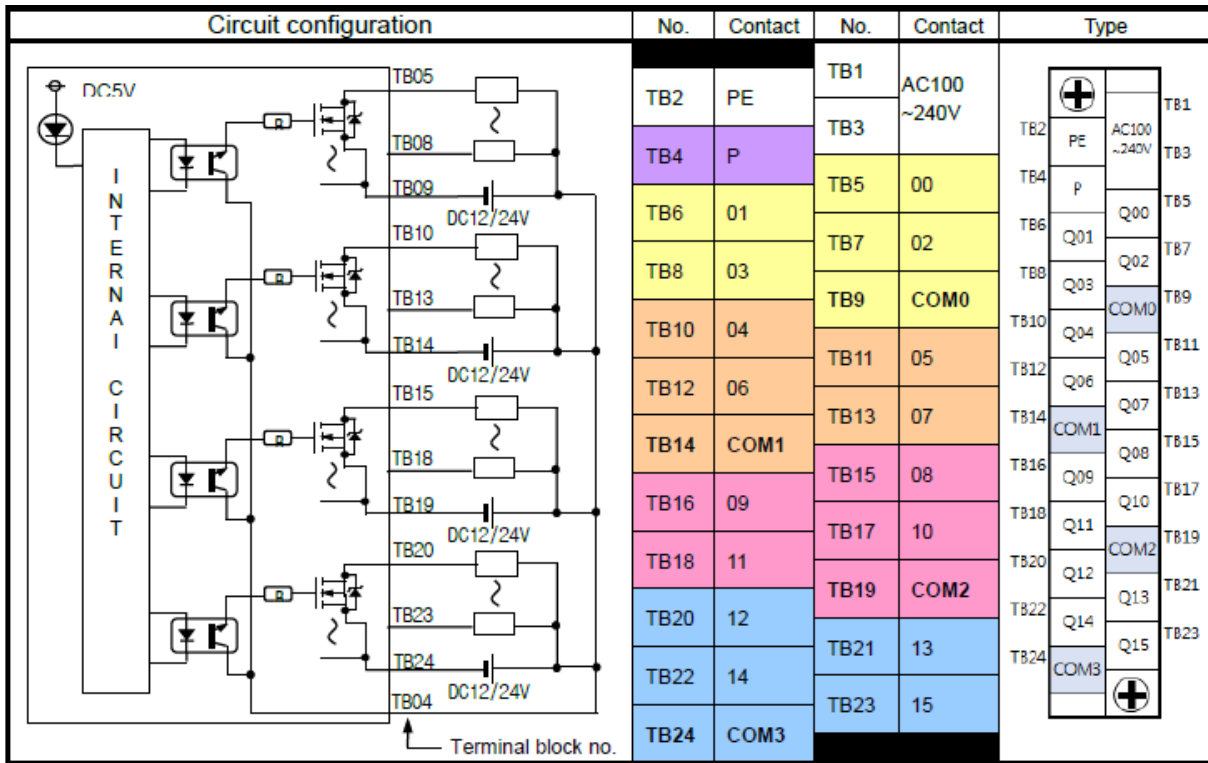 Circuit configuration
No.
Contact
No.
Contact
Type
DC5V
INTERNAI CIRCUIT
R
R
R
R
TB05
TB08
TB09
DC12/24V
TB10
TB13
TB14
DC12/24V
TB15
TB18
TB19
DC12/24V
TB20
TB23
TB24
DC12/24V
TB04
Terminal block no.
TB2 PE
TB4 P
TB6 01
TB8 03
TB10 04
TB12 06
TB14 COM1
TB16 09
TB18 11
TB20 12
TB22 14
TB24 COM3
TB1 AC100
TB3 ~240V
TB5 00
TB7 02
TB9 COM0
TB11 05
TB13 07
TB15 08
TB17 10
TB19 COM2
TB21 13
TB23 15
TB2
TB4
TB6
TB8
TB10
TB12
TB14
TB16
TB18
TB20
TB22
TB24
PE
P
Q01
Q03
Q04
Q06
COM1
Q09
Q11
Q12
Q14
COM3
AC100
~240V
Q00
Q02
COM0
Q05
Q07
Q08
Q10
COM2
Q13
Q15
TB1
TB3
TB5
TB7
TB9
TB11
TB13
TB15
TB17
TB19
TB21
TB23